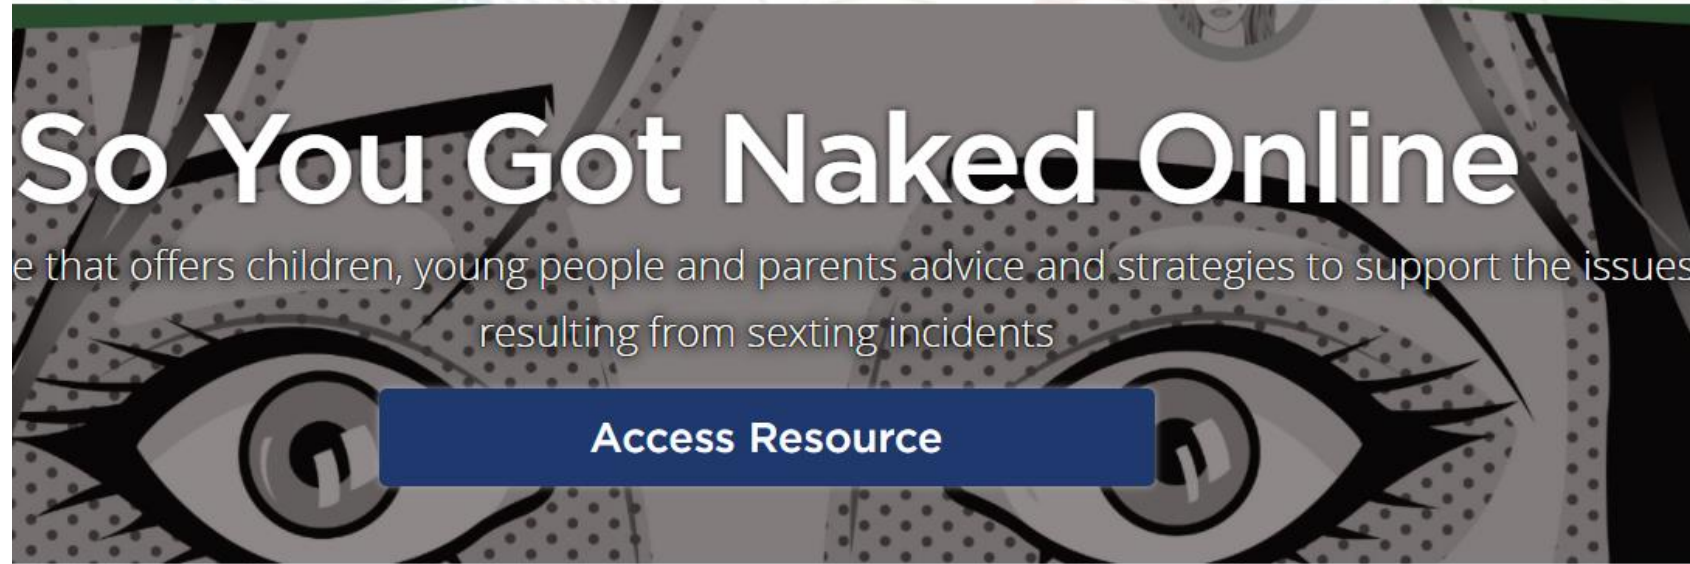 So You Got Naked Online
e that offers children, young people and parents advice and strategies to support the issues
resulting from sexting incidents
Access Resource